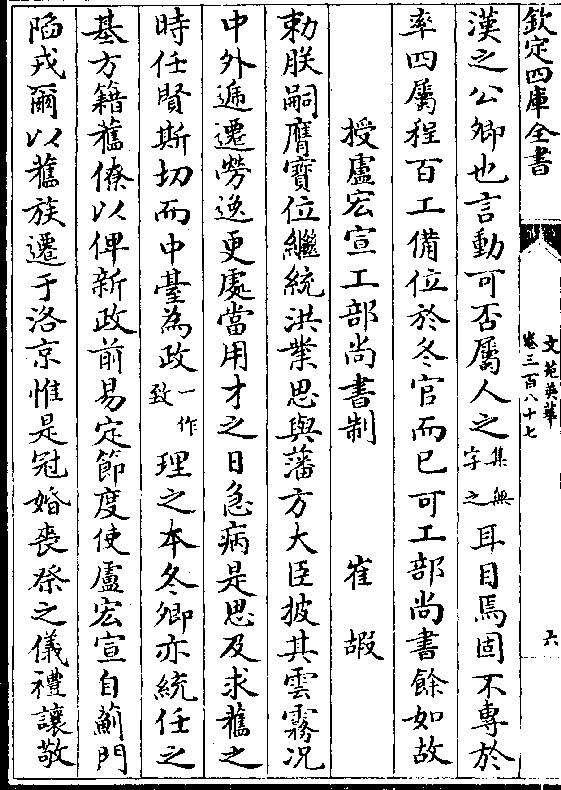 欽定四庫全書
文苑英華
卷三百八十七
六
漢之公卿也言動可否屬人之集無之字耳目焉固不專於
率四屬程百工備位於冬官而已可工部尚書餘如故
授盧宏宣工部尚書制 崔嘏
勅朕嗣膺寶位繼統洪業思與藩方大臣披其雲霧况
中外遞遷勞逸更處當用才之日急病是思及求舊之
時任賢斯切而中臺為政一作致理之本冬卿亦統任之
基方籍舊僚以俾新政前易定節度使盧宏宣自薊門
陷戎爾以舊族遷于洛京惟是冠婚喪祭之儀禮讓敬